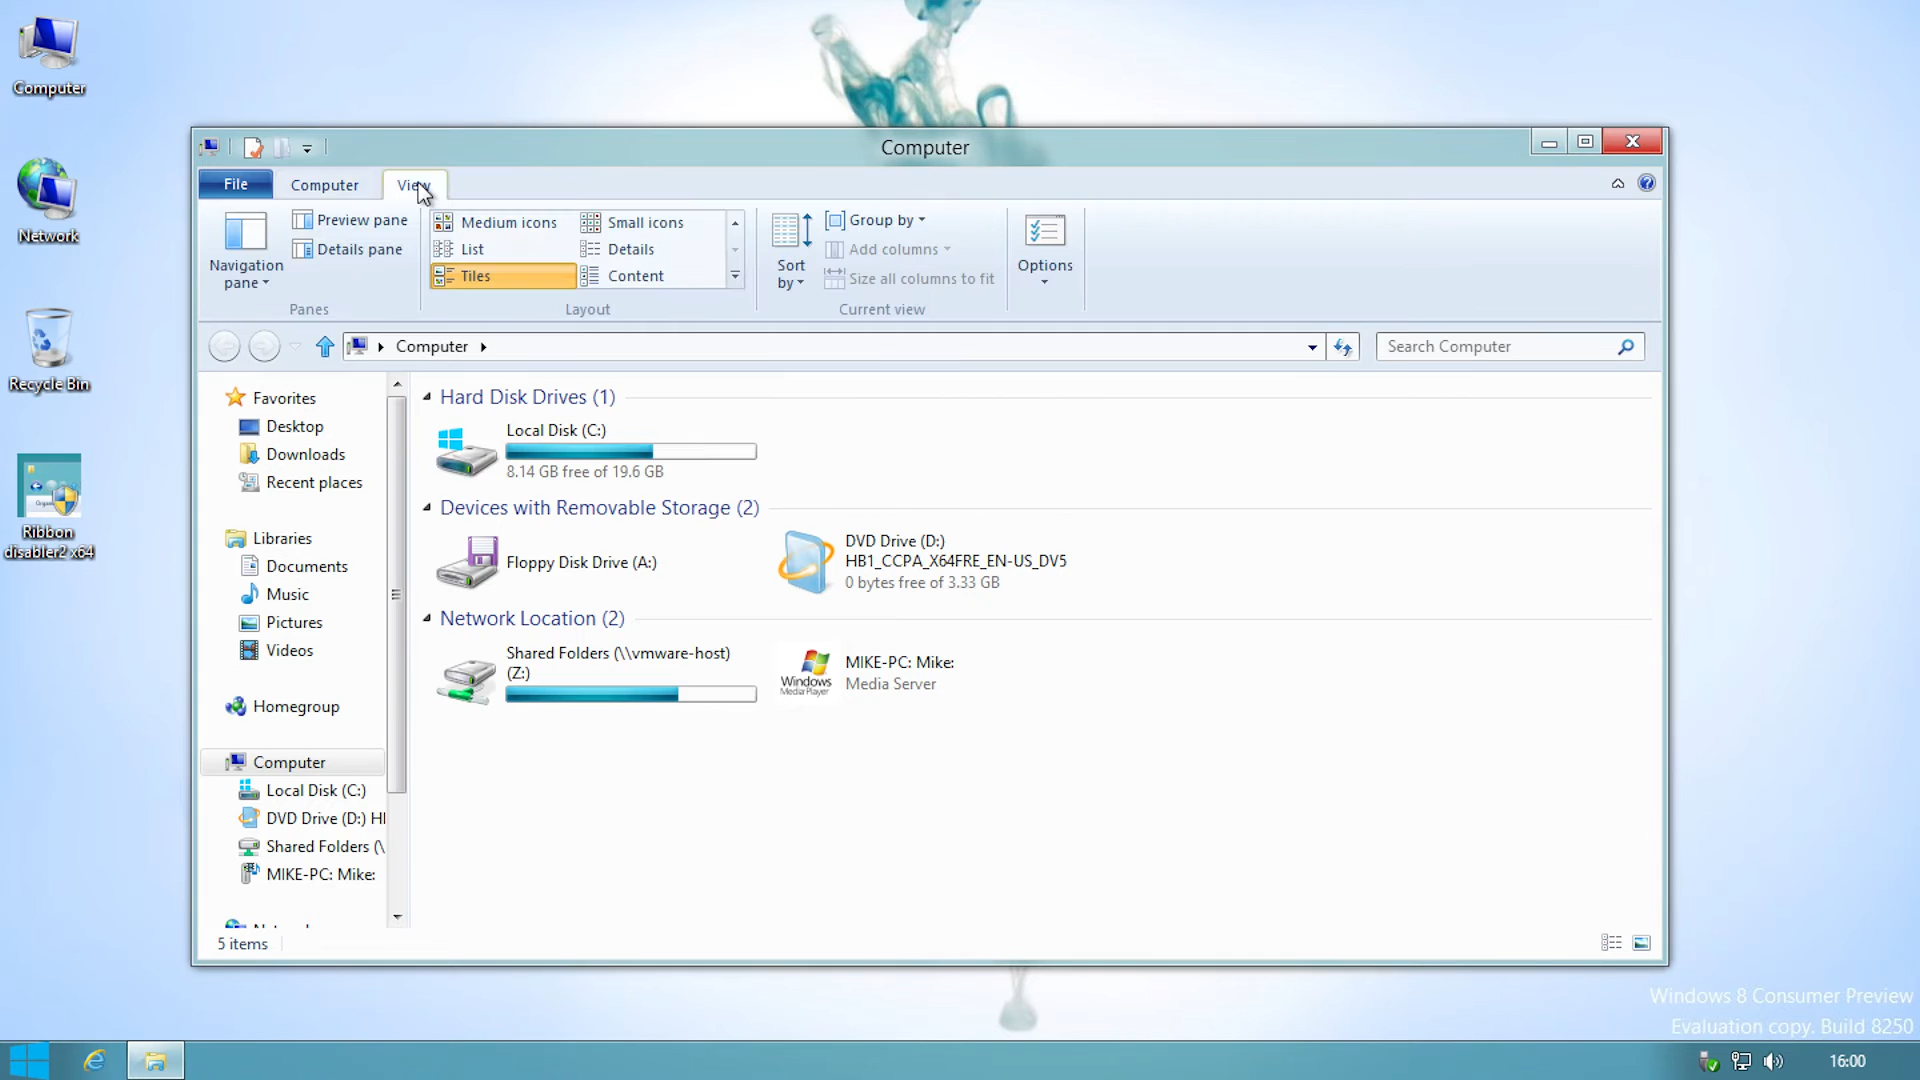 Computer
Network
Recycle Bin
Ribbon
disabler2 x64
Computer
File
Computer
View
Navigation
pane
Preview pane
Details pane
Panes
Medium icons
Small icons
List
Details
Tiles
Content
Layout
Sort
by
Group by
Add columns
Size all columns to fit
Current view
Options
Computer
Search Computer
Favorites
Desktop
Downloads
Recent places
Libraries
Documents
Music
Pictures
Videos
Homegroup
Computer
Local Disk (C:)
DVD Drive (D:) HI
Shared Folders (\
MIKE-PC: Mike:
Hard Disk Drives (1)
Local Disk (C:)
8.14 GB free of 19.6 GB
Devices with Removable Storage (2)
Floppy Disk Drive (A:)
DVD Drive (D:)
HB1_CCPA_X64FRE_EN-US_DV5
0 bytes free of 3.33 GB
Network Location (2)
Shared Folders (\\vmware-host)
(Z:)
Windows
Media Player
MIKE-PC: Mike:
Media Server
5 items
Windows 8 Consumer Preview
Evaluation copy. Build 8250
16:00